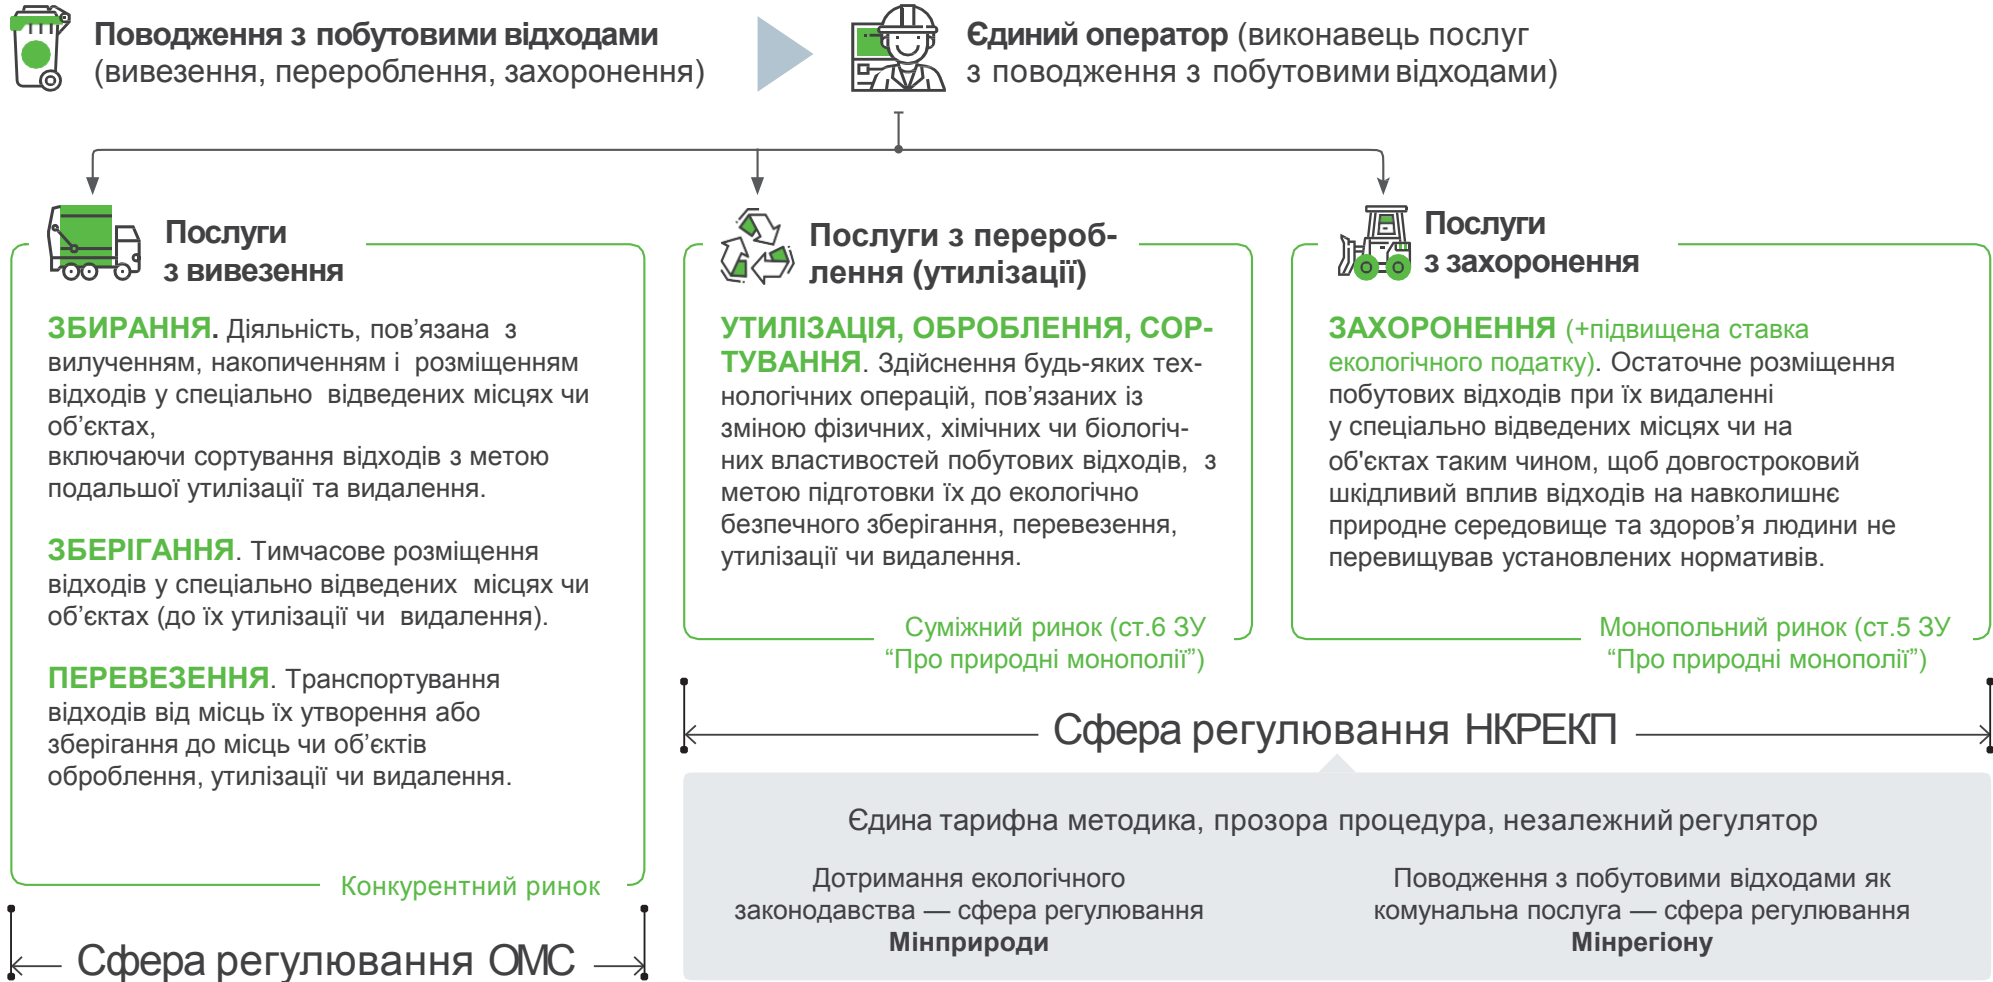 Поводження з побутовими відходами
(вивезення, перероблення, захоронення)
Єдиний оператор (виконавець послуг
з поводження з побутовими відходами)
Послуги
з вивезення
ЗБИРАННЯ. Діяльність, пов’язана з
вилученням, накопиченням і розміщенням
відходів у спеціально відведених місцях чи
об’єктах,
включаючи сортування відходів з метою
подальшої утилізації та видалення.
ЗБЕРІГАННЯ. Тимчасове розміщення
відходів у спеціально відведених місцях чи
об’єктах (до їх утилізації чи видалення).
ПЕРЕВЕЗЕННЯ. Транспортування
відходів від місць їх утворення або
зберігання до місць чи об’єктів
оброблення, утилізації чи видалення.
Конкурентний ринок
Сфера регулювання ОМС
Послуги з перероб-
лення (утилізації)
УТИЛІЗАЦІЯ, ОБРОБЛЕННЯ, СОР-
ТУВАННЯ. Здійснення будь-яких тех-
нологічних операцій, пов’язаних із
зміною фізичних, хімічних чи біологіч-
них властивостей побутових відходів, з
метою підготовки їх до екологічно
безпечного зберігання, перевезення,
утилізації чи видалення.
Суміжний ринок (ст.6 ЗУ
“Про природні монополії”)
Послуги
з захоронення
ЗАХОРОНЕННЯ (+підвищена ставка
екологічного податку). Остаточне розміщення
побутових відходів при їх видаленні
у спеціально відведених місцях чи на
об'єктах таким чином, щоб довгостроковий
шкідливий вплив відходів на навколишнє
природне середовище та здоров’я людини не
перевищував установлених нормативів.
Монопольний ринок (ст.5 ЗУ
“Про природні монополії”)
Сфера регулювання НКРЕКП
Єдина тарифна методика, прозора процедура, незалежний регулятор
Дотримання екологічного
законодавства — сфера регулювання
Мінприроди
Поводження з побутовими відходами як
комунальна послуга — сфера регулювання
Мінрегіону